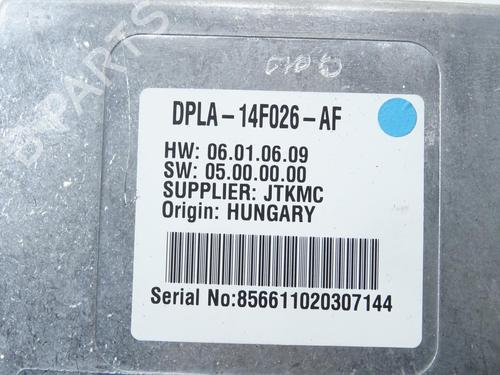 DPLA-14F026-AF
HW: 06.01.06.09
SW: 05.00.00.00
SUPPLIER: JTKMC
Origin: HUNGARY
Serial No:856611020307144